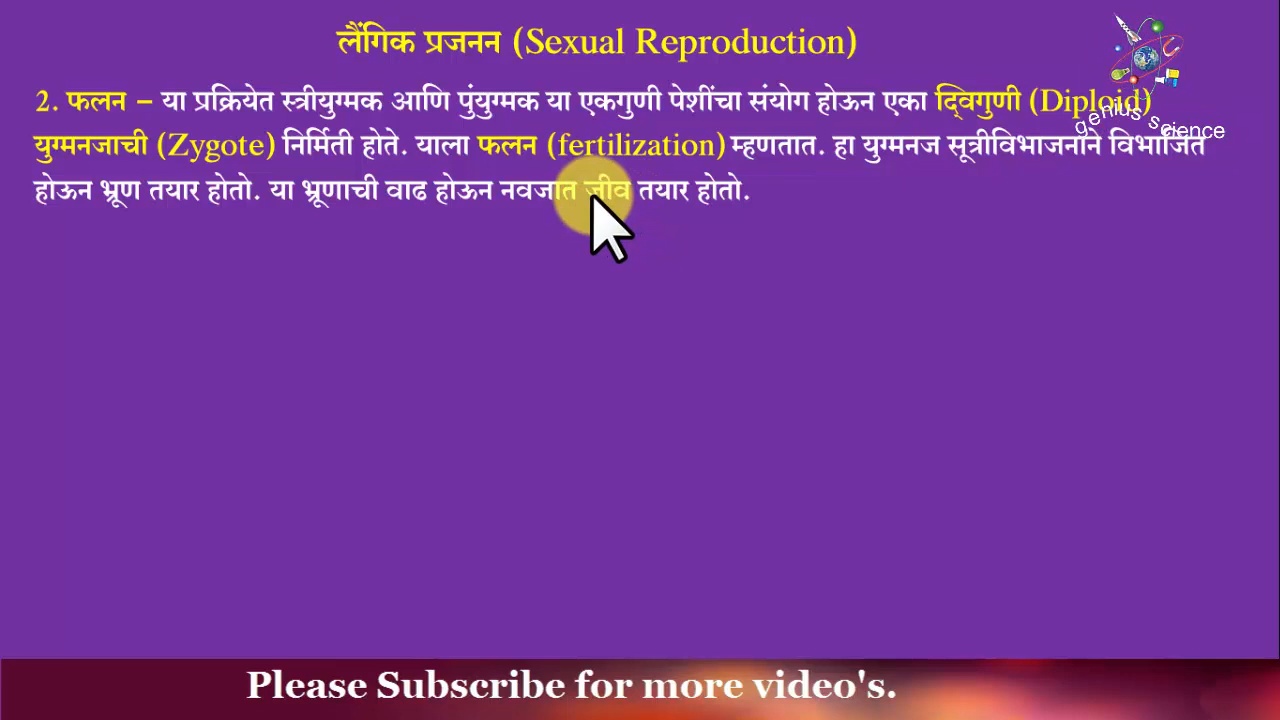 लैंगिक प्रजनन (Sexual Reproduction)
2. फलन – या प्रक्रियेत स्त्रीयुग्मक आणि पुंयुग्मक या एकगुणी पेशींचा संयोग होऊन एका द्विगुणी (Diploid)
युग्मनजाची (Zygote) निर्मिती होते. याला फलन (fertilization) म्हणतात. हा युग्मनज सूत्रीविभाजनाने विभाजित
होऊन भ्रूण तयार होतो. या भ्रूणाची वाढ होऊन नवजात जीव तयार होतो.
genius science
Please Subscribe for more video's.